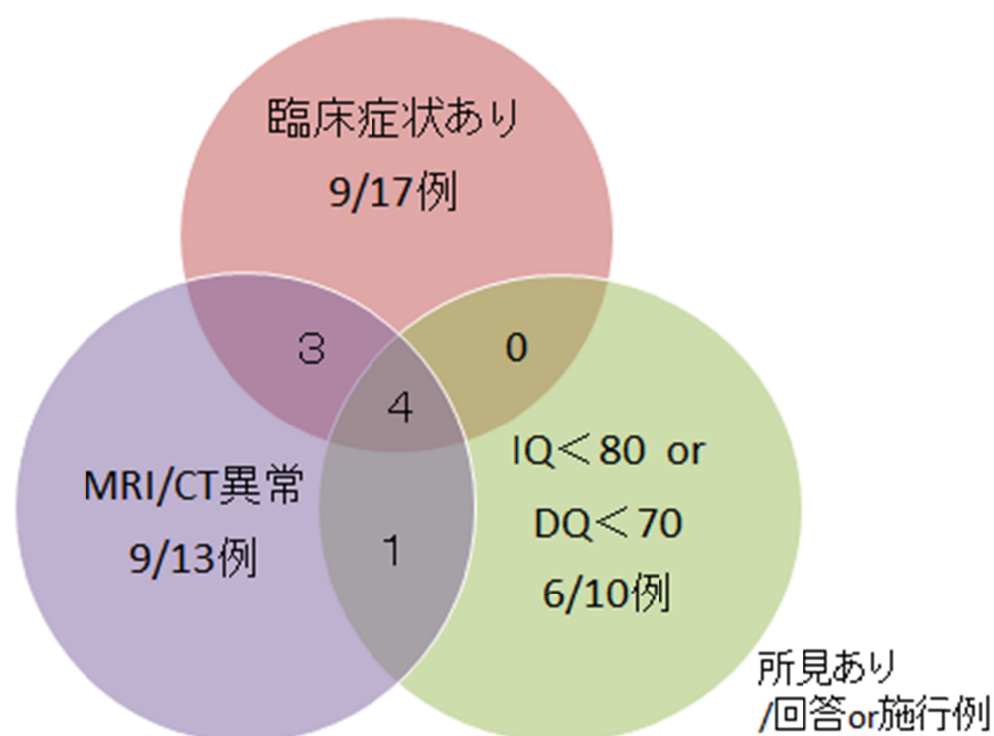 臨床症状あり
9/17例
3
0
4
MRI/CT異常
9/13例
1
IQ＜80 or
DQ＜70
6/10例
所見あり
/回答or施行例